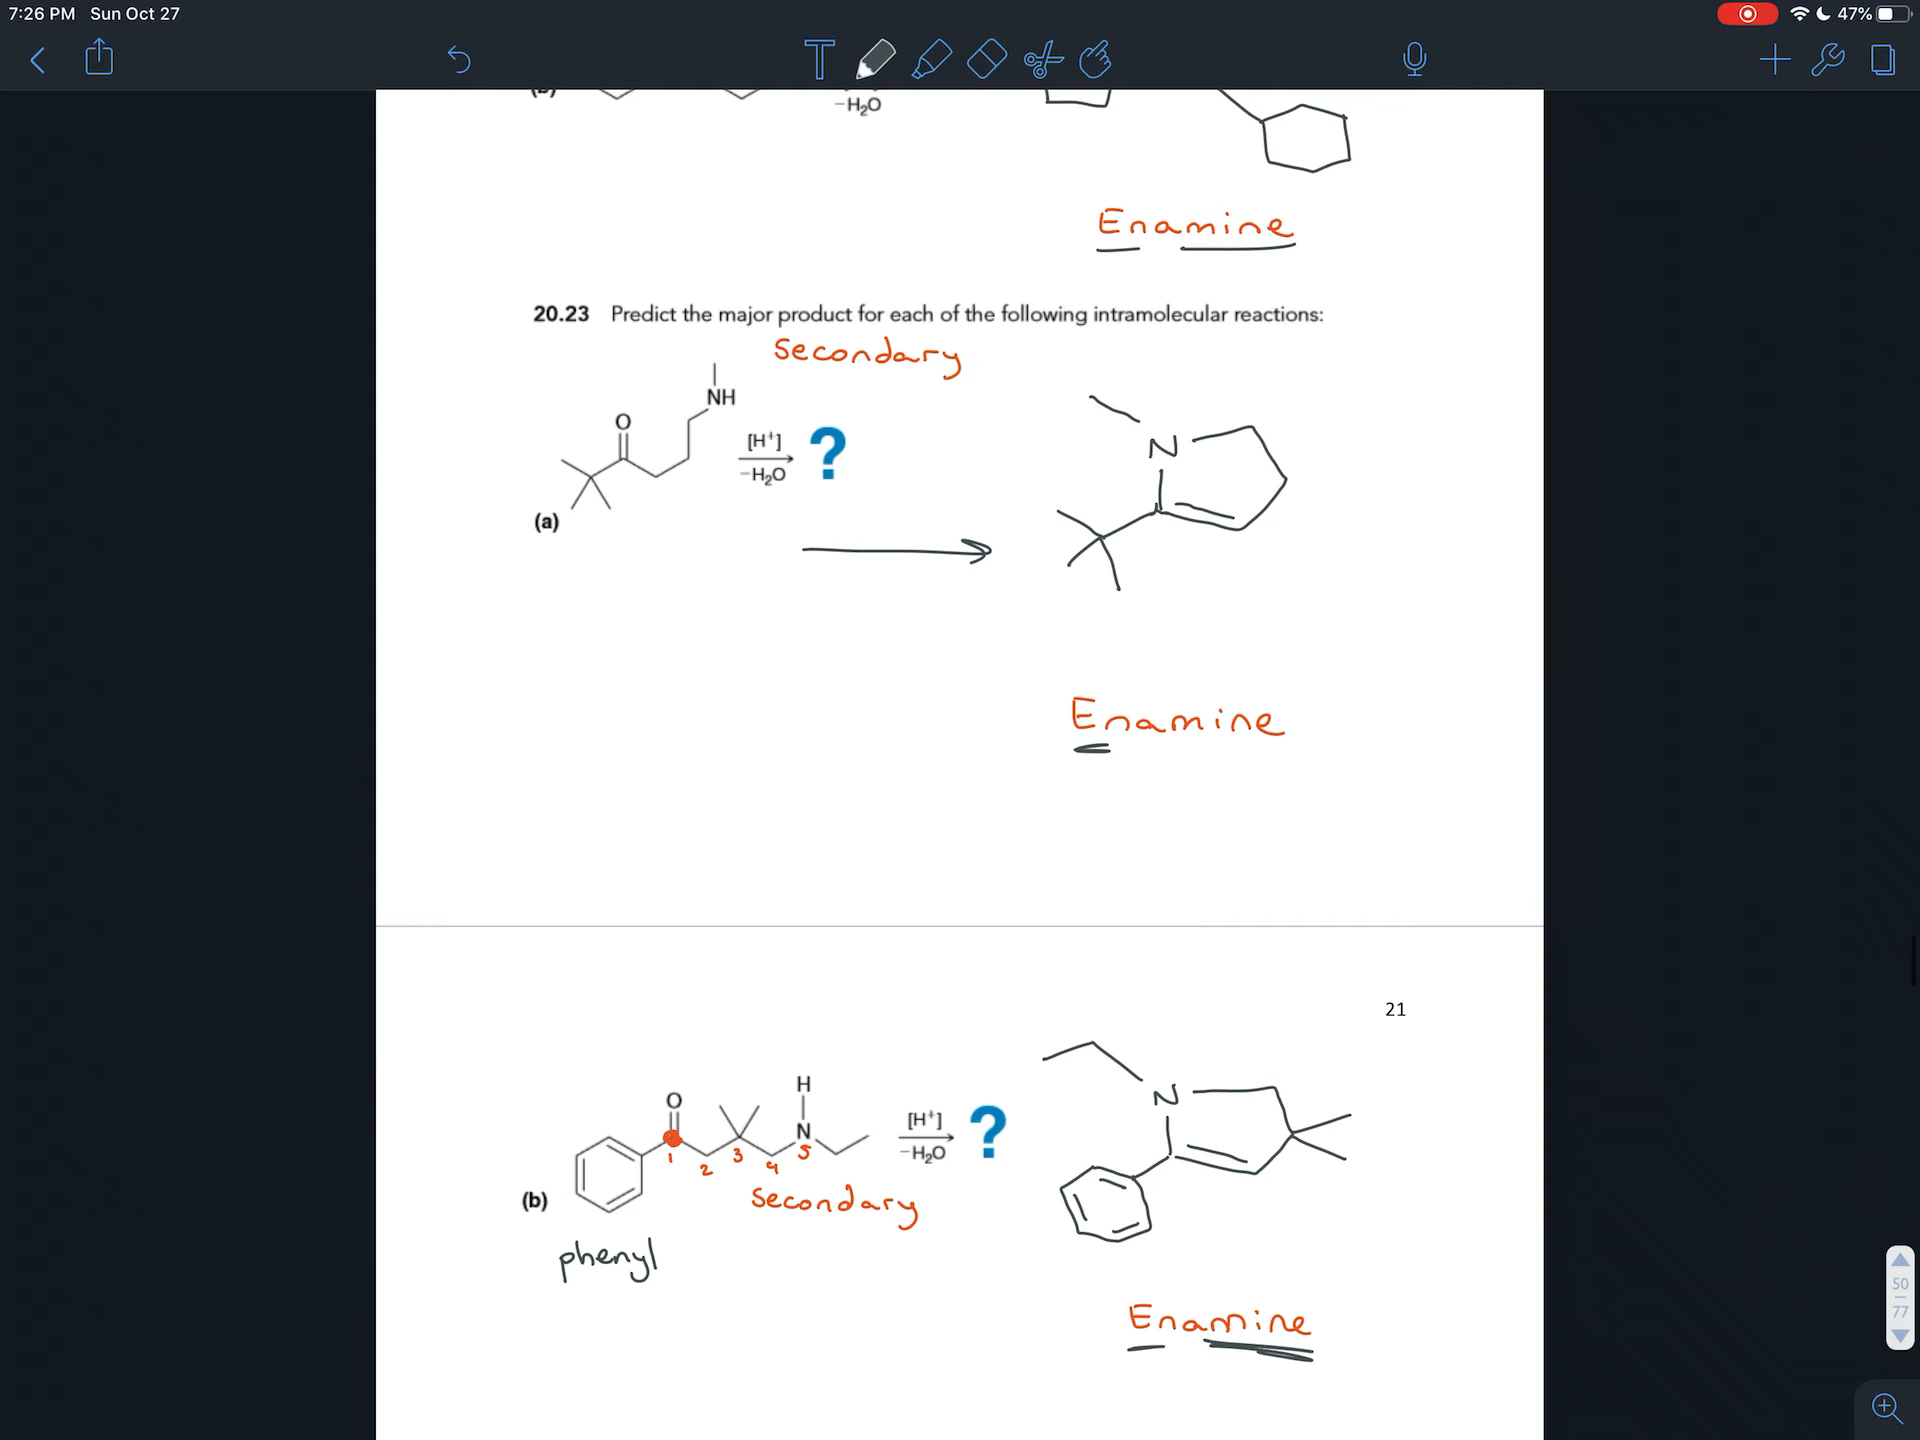 7:26 PM Sun Oct 27
47%
T
(b)
−H₂O
Enamine
20.23 Predict the major product for each of the following intramolecular reactions:
Secondary
NH
O
[H⁺]
−H₂O
?
N
(a)
Enamine
21
H
O
N
[H⁺]
−H₂O
?
N
1 2 3 4 5
Secondary
(b)
phenyl
Enamine
50
77